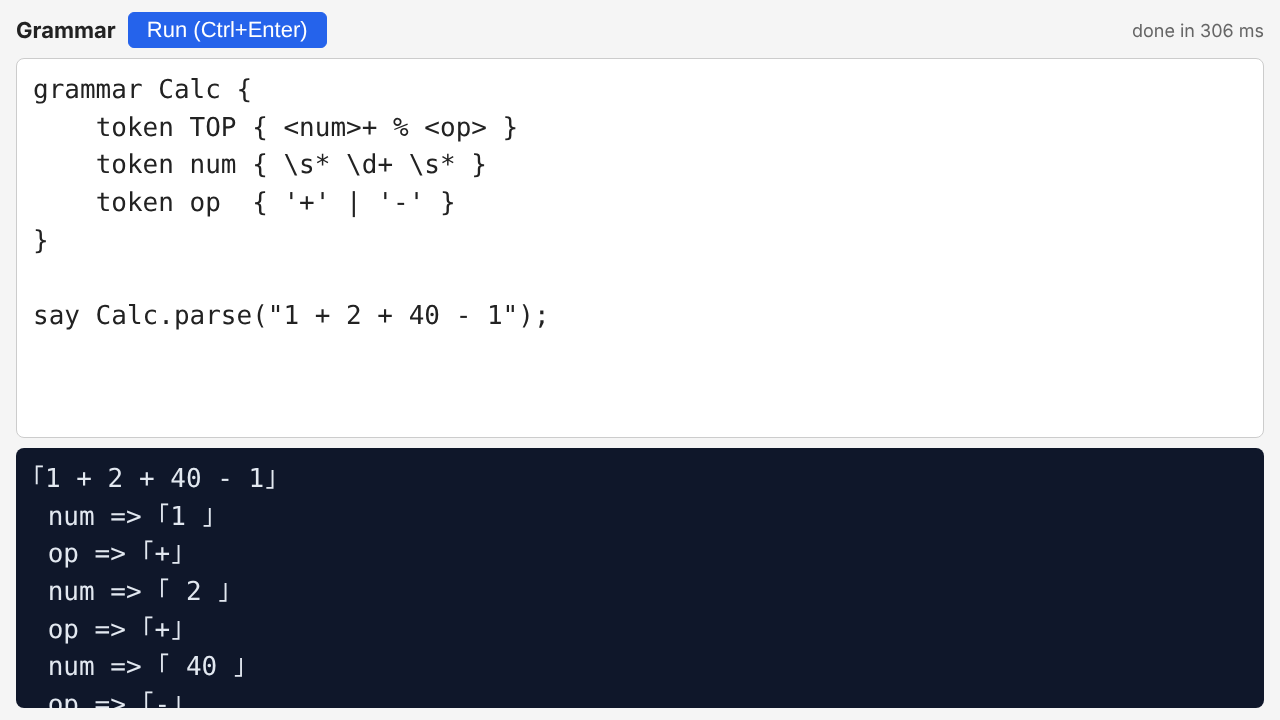 Grammar
Run (Ctrl+Enter)
done in 306 ms
grammar Calc {
    token TOP { <num>+ % <op> }
    token num { \s* \d+ \s* }
    token op  { '+' | '-' }
}

say Calc.parse("1 + 2 + 40 - 1");
｢1 + 2 + 40 - 1｣
 num => ｢1 ｣
 op => ｢+｣
 num => ｢ 2 ｣
 op => ｢+｣
 num => ｢ 40 ｣
 op => ｢-｣